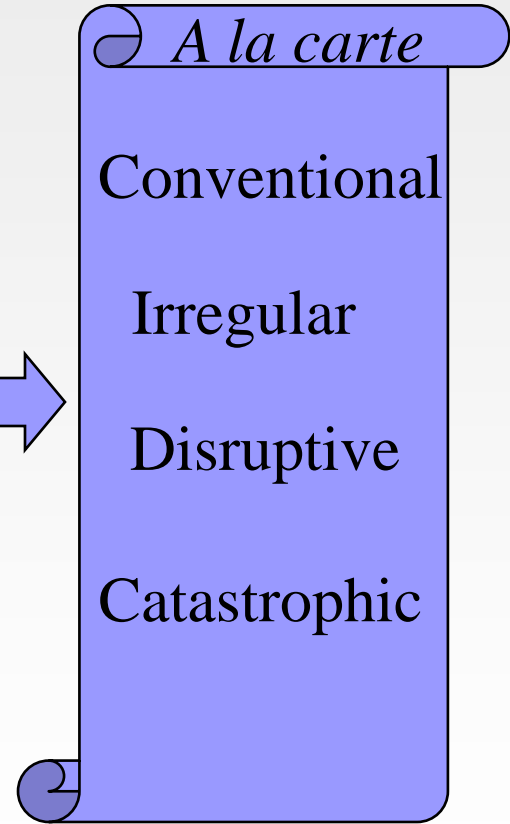 A la carte
Conventional
Irregular
Disruptive
Catastrophic